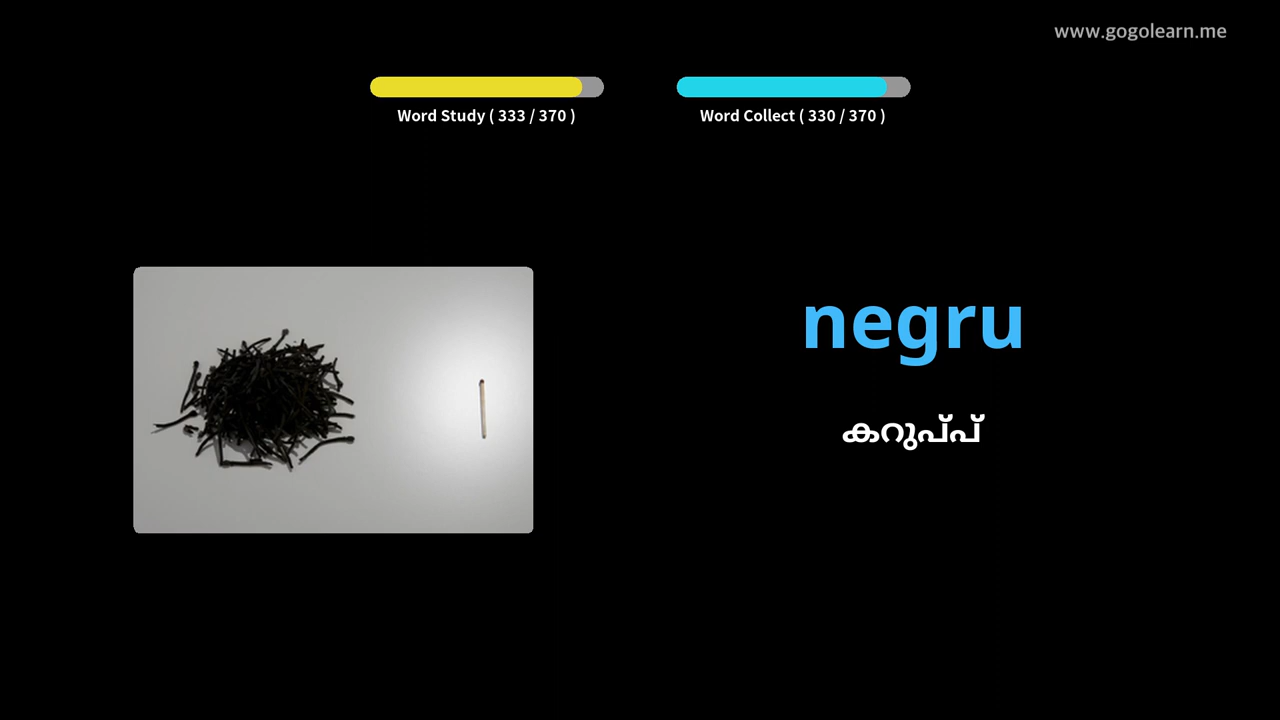 www.gogolearn.me
Word Study ( 333 / 370 )
Word Collect ( 330 / 370 )
negru
കറുപ്പ്